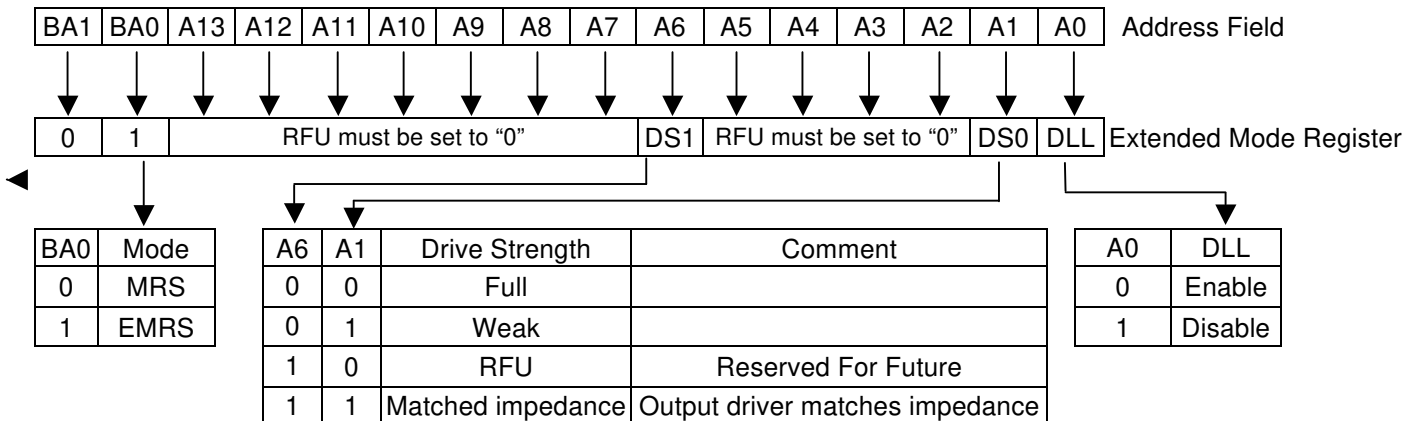 BA1 BA0 A13 A12 A11 A10 A9 A8 A7 A6 A5 A4 A3 A2 A1 A0 Address Field
0 1 RFU must be set to “0” DS1 RFU must be set to “0” DS0 DLL Extended Mode Register
BA0 Mode
0 MRS
1 EMRS
A6 A1 Drive Strength Comment
0 0 Full
0 1 Weak
1 0 RFU Reserved For Future
1 1 Matched impedance Output driver matches impedance
A0 DLL
0 Enable
1 Disable